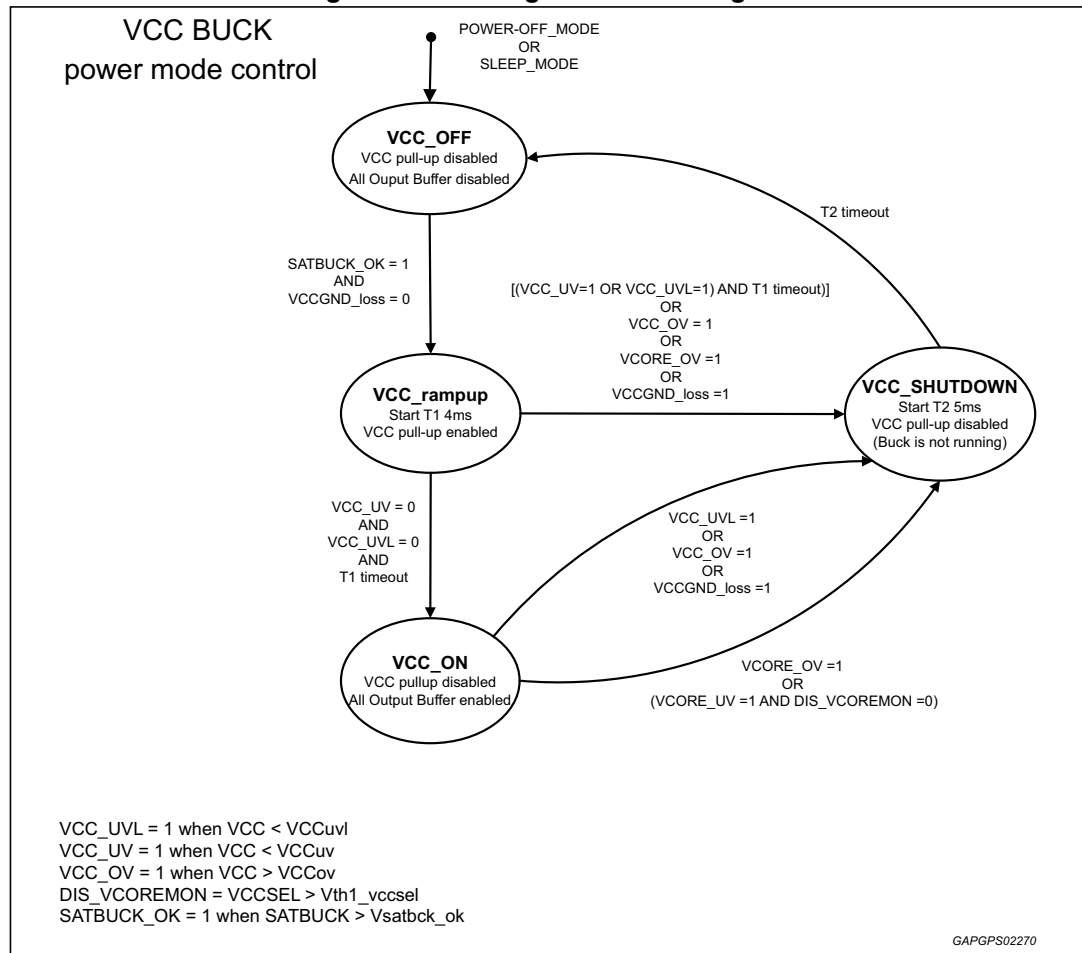 VCC BUCK
power mode control
POWER-OFF_MODE
OR
SLEEP_MODE
VCC_OFF
VCC pull-up disabled
All Ouput Buffer disabled
T2 timeout
SATBUCK_OK = 1
AND
VCCGND_loss = 0
[(VCC_UV=1 OR VCC_UVL=1) AND T1 timeout)]
OR
VCC_OV = 1
OR
VCORE_OV =1
OR
VCCGND_loss =1
VCC_rampup
Start T1 4ms
VCC pull-up enabled
VCC_SHUTDOWN
Start T2 5ms
VCC pull-up disabled
(Buck is not running)
VCC_UV = 0
AND
VCC_UVL = 0
AND
T1 timeout
VCC_UVL =1
OR
VCC_OV =1
OR
VCCGND_loss =1
VCC_ON
VCC pullup disabled
All Output Buffer enabled
VCORE_OV =1
OR
(VCORE_UV =1 AND DIS_VCOREMON =0)
VCC_UVL = 1 when VCC < VCCuvl
VCC_UV = 1 when VCC < VCCuv
VCC_OV = 1 when VCC > VCCov
DIS_VCOREMON = VCCSEL > Vth1_vccsel
SATBUCK_OK = 1 when SATBUCK > Vsatbck_ok
GAPGPS02270